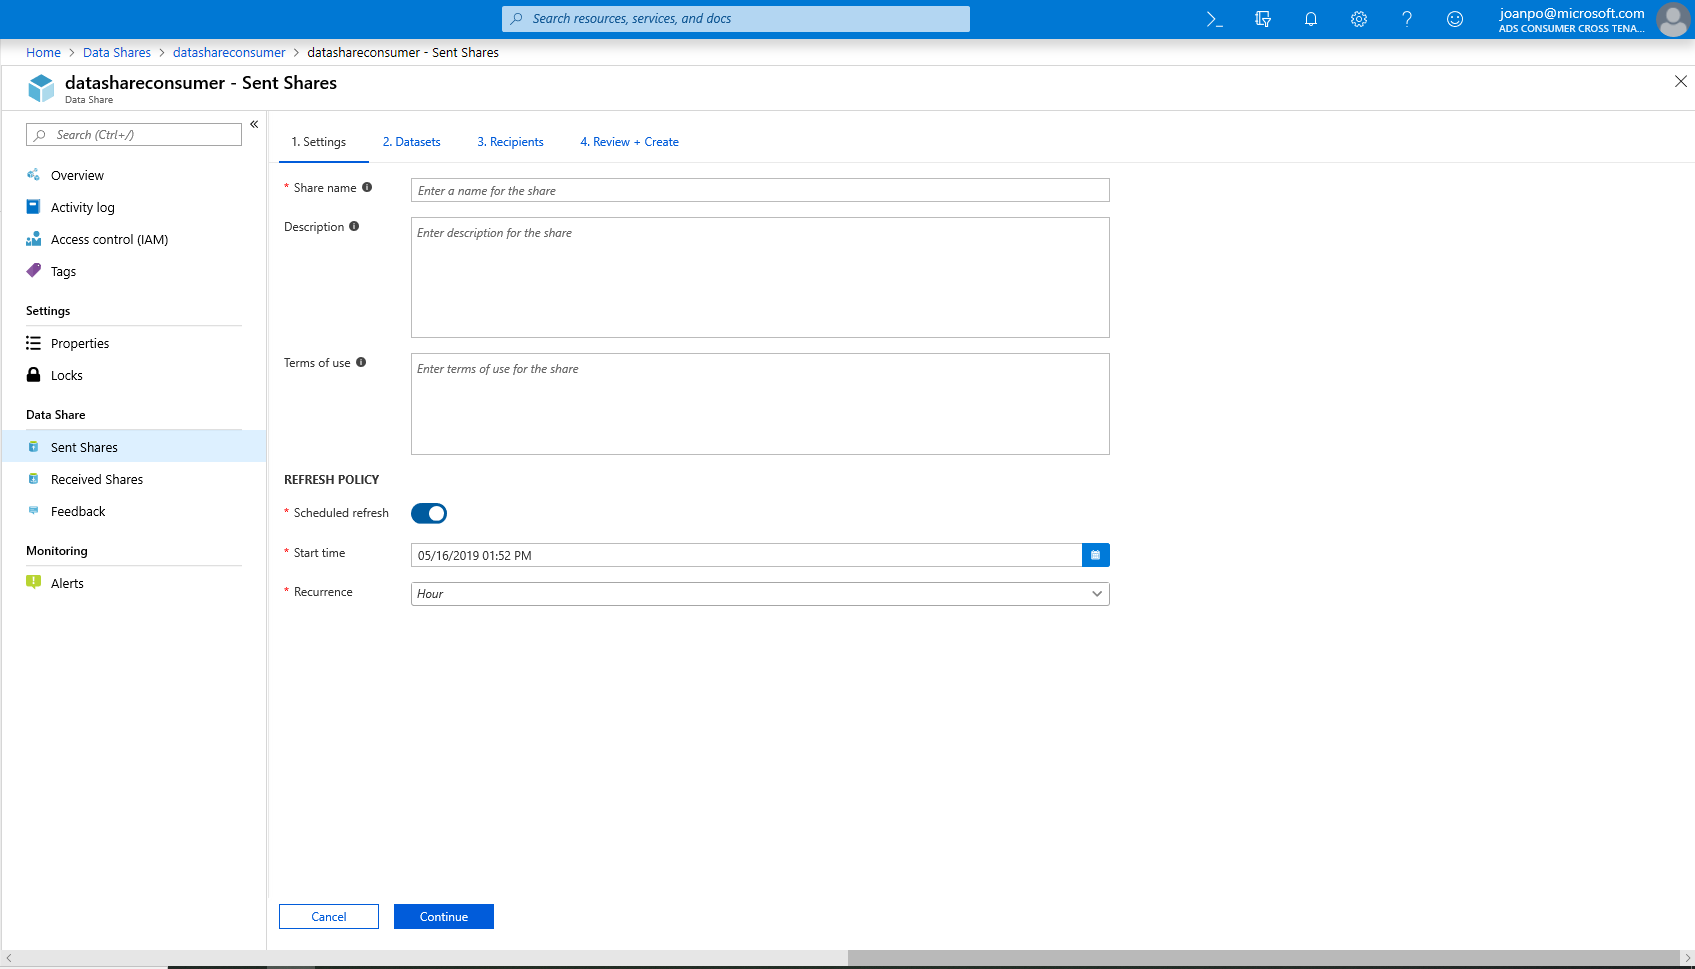 Search resources, services, and docs
joanpo@microsoft.com
ADS CONSUMER CROSS TENA...
Home > Data Shares > datashareconsumer > datashareconsumer - Sent Shares
datashareconsumer - Sent Shares
Data Share
Search (Ctrl+/)
Overview
Activity log
Access control (IAM)
Tags
Settings
Properties
Locks
Data Share
Sent Shares
Received Shares
Feedback
Monitoring
Alerts
1. Settings 2. Datasets 3. Recipients 4. Review + Create
* Share name
Enter a name for the share
Description
Enter description for the share
Terms of use
Enter terms of use for the share
REFRESH POLICY
* Scheduled refresh
* Start time
05/16/2019 01:52 PM
* Recurrence
Hour
Cancel
Continue